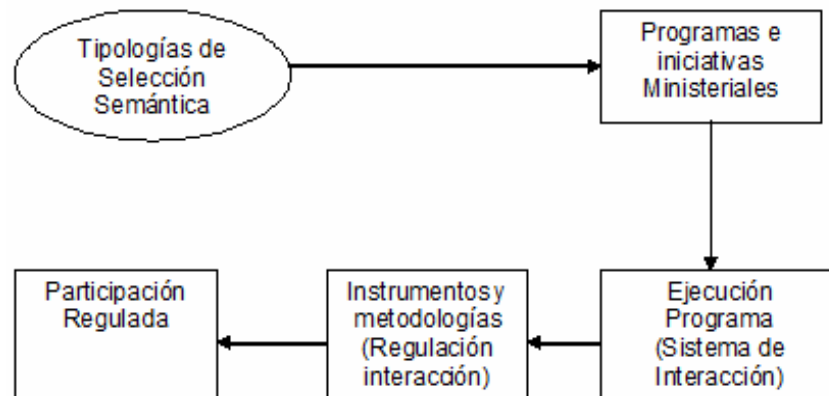 Tipologías de
Selección
Semántica
Programas e
iniciativas
Ministeriales
Participación
Regulada
Instrumentos y
metodologías
(Regulación
interacción)
Ejecución
Programa
(Sistema de
Interacción)